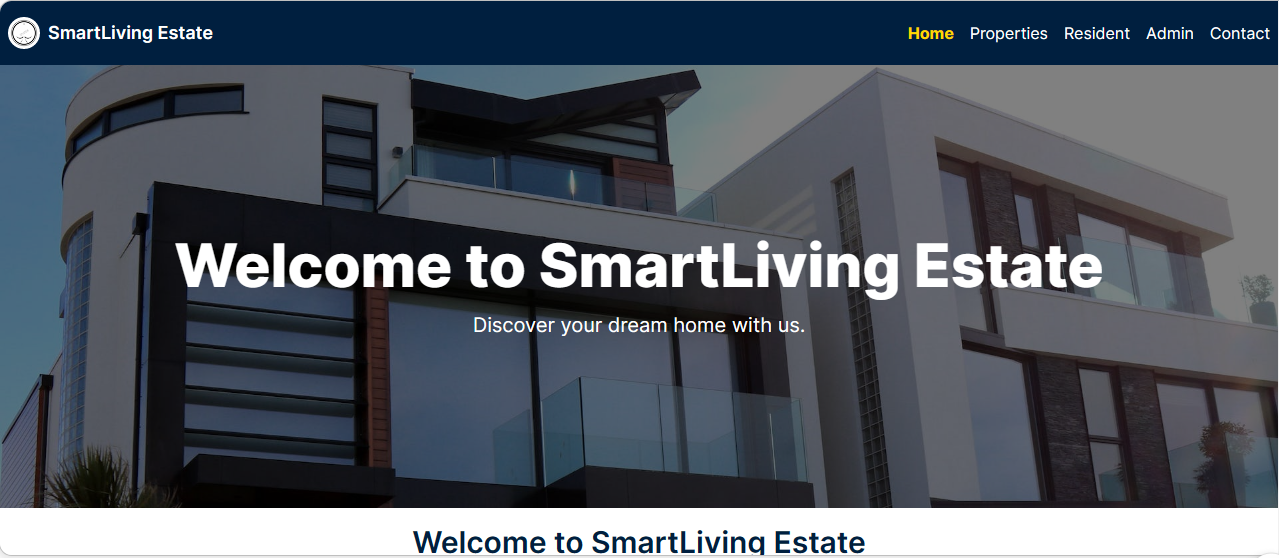 SmartLiving Estate
Home Properties Resident Admin Contact
Welcome to SmartLiving Estate
Discover your dream home with us.
Welcome to SmartLiving Estate